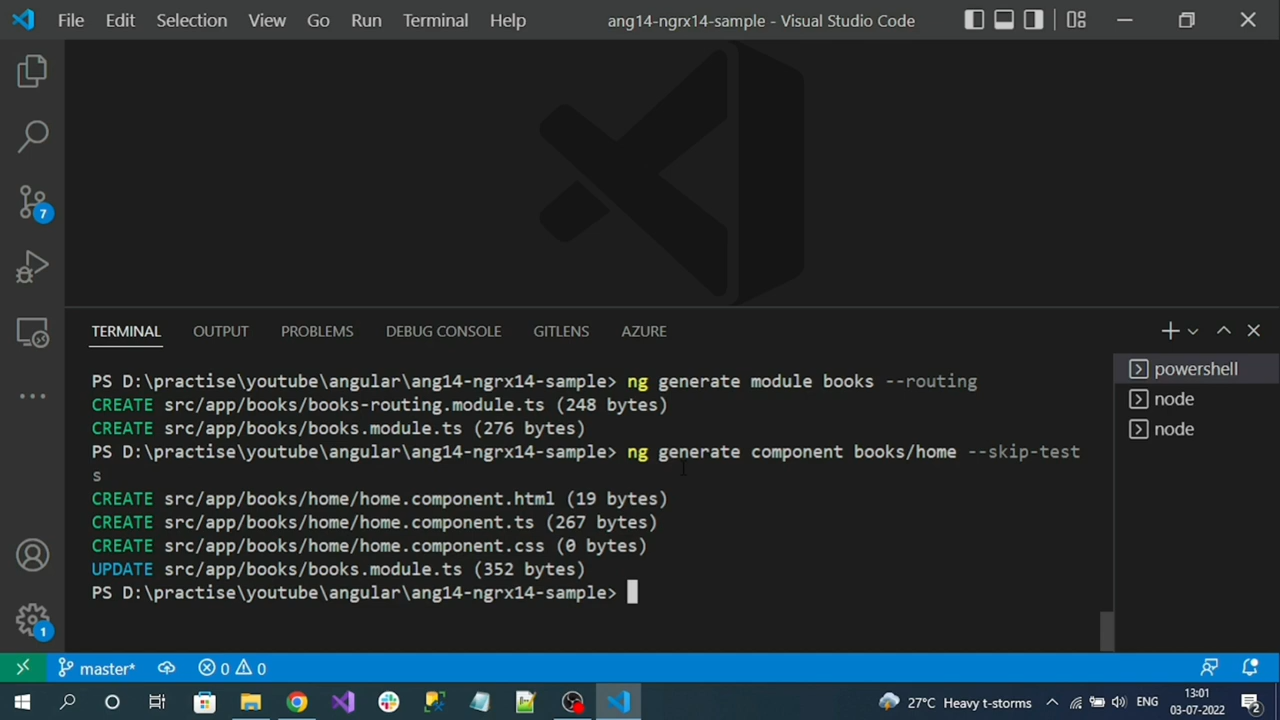 File Edit Selection View Go Run Terminal Help ang14-ngrx14-sample - Visual Studio Code
7
TERMINAL OUTPUT PROBLEMS DEBUG CONSOLE GITLENS AZURE
PS D:\practise\youtube\angular\ang14-ngrx14-sample> ng generate module books --routing
CREATE src/app/books/books-routing.module.ts (248 bytes)
CREATE src/app/books/books.module.ts (276 bytes)
PS D:\practise\youtube\angular\ang14-ngrx14-sample> ng generate component books/home --skip-test
s
CREATE src/app/books/home/home.component.html (19 bytes)
CREATE src/app/books/home/home.component.ts (267 bytes)
CREATE src/app/books/home/home.component.css (0 bytes)
UPDATE src/app/books/books.module.ts (352 bytes)
PS D:\practise\youtube\angular\ang14-ngrx14-sample>
powershell
node
node
1
master* 0 0
27°C Heavy t-storms ENG 13:01
03-07-2022
2